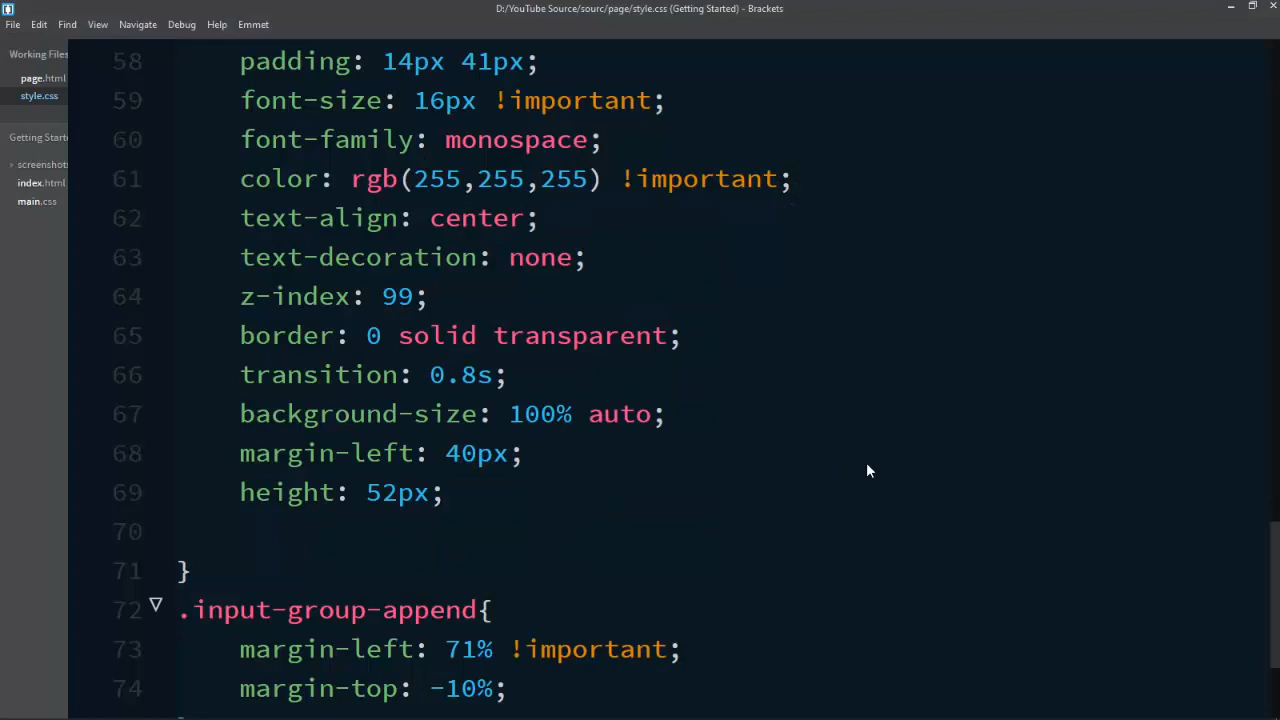 D:/YouTube Source/sourc/page/style.css (Getting Started) - Brackets
File Edit Find View Navigate Debug Help Emmet
Working Files
page.html
style.css
Getting Starte
screenshots
index.html
main.css
58 padding: 14px 41px;
59 font-size: 16px !important;
60 font-family: monospace;
61 color: rgb(255,255,255) !important;
62 text-align: center;
63 text-decoration: none;
64 z-index: 99;
65 border: 0 solid transparent;
66 transition: 0.8s;
67 background-size: 100% auto;
68 margin-left: 40px;
69 height: 52px;
70
71 }
72 .input-group-append{
73 margin-left: 71% !important;
74 margin-top: -10%;